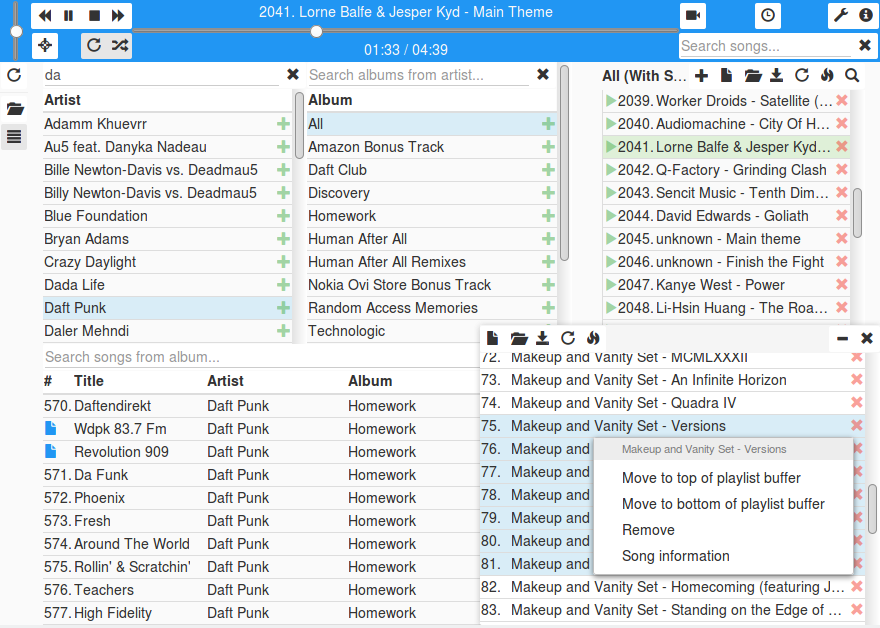 2041. Lorne Balfe & Jesper Kyd - Main Theme
01:33 / 04:39
Search songs...
da
Search albums from artist...
All (With S...
Artist
Album
Adamm Khuevrr
Au5 feat. Danyka Nadeau
Bille Newton-Davis vs. Deadmau5
Billy Newton-Davis vs. Deadmau5
Blue Foundation
Bryan Adams
Crazy Daylight
Dada Life
Daft Punk
Daler Mehndi
All
Amazon Bonus Track
Daft Club
Discovery
Homework
Human After All
Human After All Remixes
Nokia Ovi Store Bonus Track
Random Access Memories
Technologic
2039. Worker Droids - Satellite (...
2040. Audiomachine - City Of H...
2041. Lorne Balfe & Jesper Kyd...
2042. Q-Factory - Grinding Clash
2043. Sencit Music - Tenth Dim...
2044. David Edwards - Goliath
2045. unknown - Main theme
2046. unknown - Finish the Fight
2047. Kanye West - Power
2048. Li-Hsin Huang - The Roa...
Search songs from album...
# Title Artist Album
570. Daftendirekt Daft Punk Homework
Wdpk 83.7 Fm Daft Punk Homework
Revolution 909 Daft Punk Homework
571. Da Funk Daft Punk Homework
572. Phoenix Daft Punk Homework
573. Fresh Daft Punk Homework
574. Around The World Daft Punk Homework
575. Rollin' & Scratchin' Daft Punk Homework
576. Teachers Daft Punk Homework
577. High Fidelity Daft Punk Homework
72. Makeup and Vanity Set - MCMLXXXII
73. Makeup and Vanity Set - An Infinite Horizon
74. Makeup and Vanity Set - Quadra IV
75. Makeup and Vanity Set - Versions
76. Makeup and
77. Makeup and
78. Makeup and
79. Makeup and
80. Makeup and
81. Makeup and
82. Makeup and Vanity Set - Homecoming (featuring J...
83. Makeup and Vanity Set - Standing on the Edge of ...
Makeup and Vanity Set - Versions
Move to top of playlist buffer
Move to bottom of playlist buffer
Remove
Song information